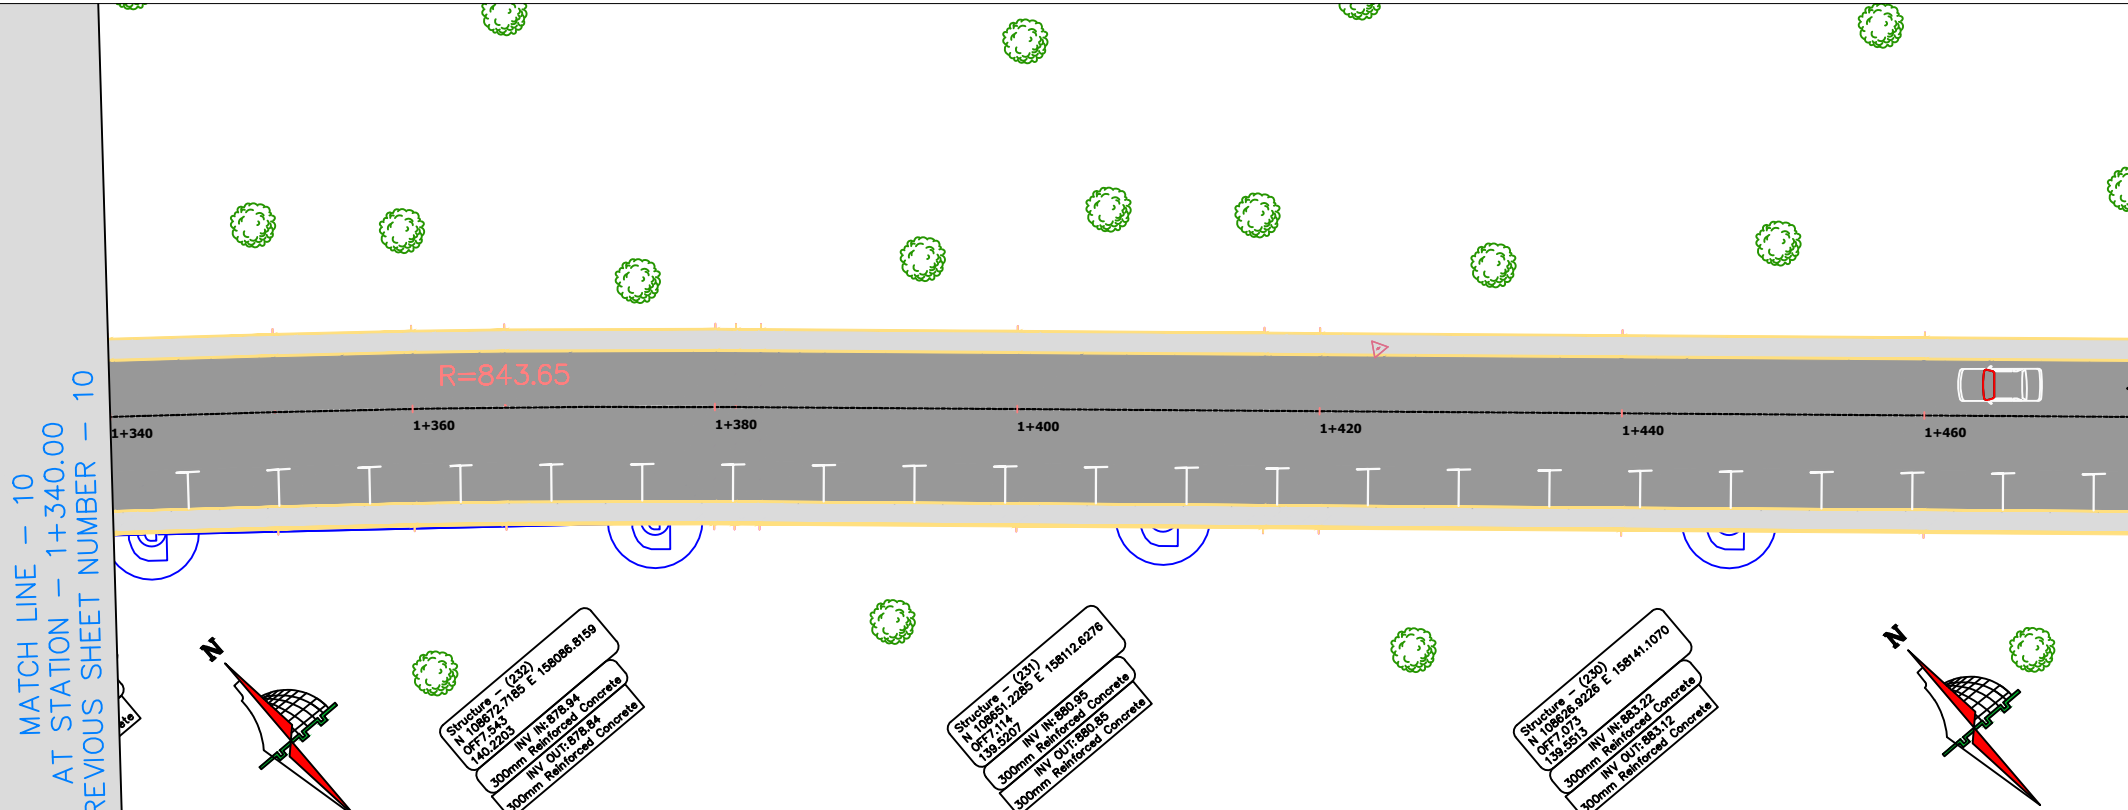 MATCH LINE - 10
AT STATION - 1+340.00
REVIOUS SHEET NUMBER - 10
R=843.65
1+340
1+360
1+380
1+400
1+420
1+440
1+460
N
Structure - (232)
N 108672.7185 E 158086.8159
OFF7.543
140.2203
INV IN:878.94
300mm Reinforced Concrete
INV OUT:878.84
300mm Reinforced Concrete
Structure - (231)
N 108651.2285 E 158112.6276
OFF7.114
139.5207
INV IN:880.95
300mm Reinforced Concrete
INV OUT:880.85
300mm Reinforced Concrete
Structure - (230)
N 108626.9226 E 158141.1070
OFF7.073
139.5513
INV IN:883.22
300mm Reinforced Concrete
INV OUT:883.12
300mm Reinforced Concrete
N